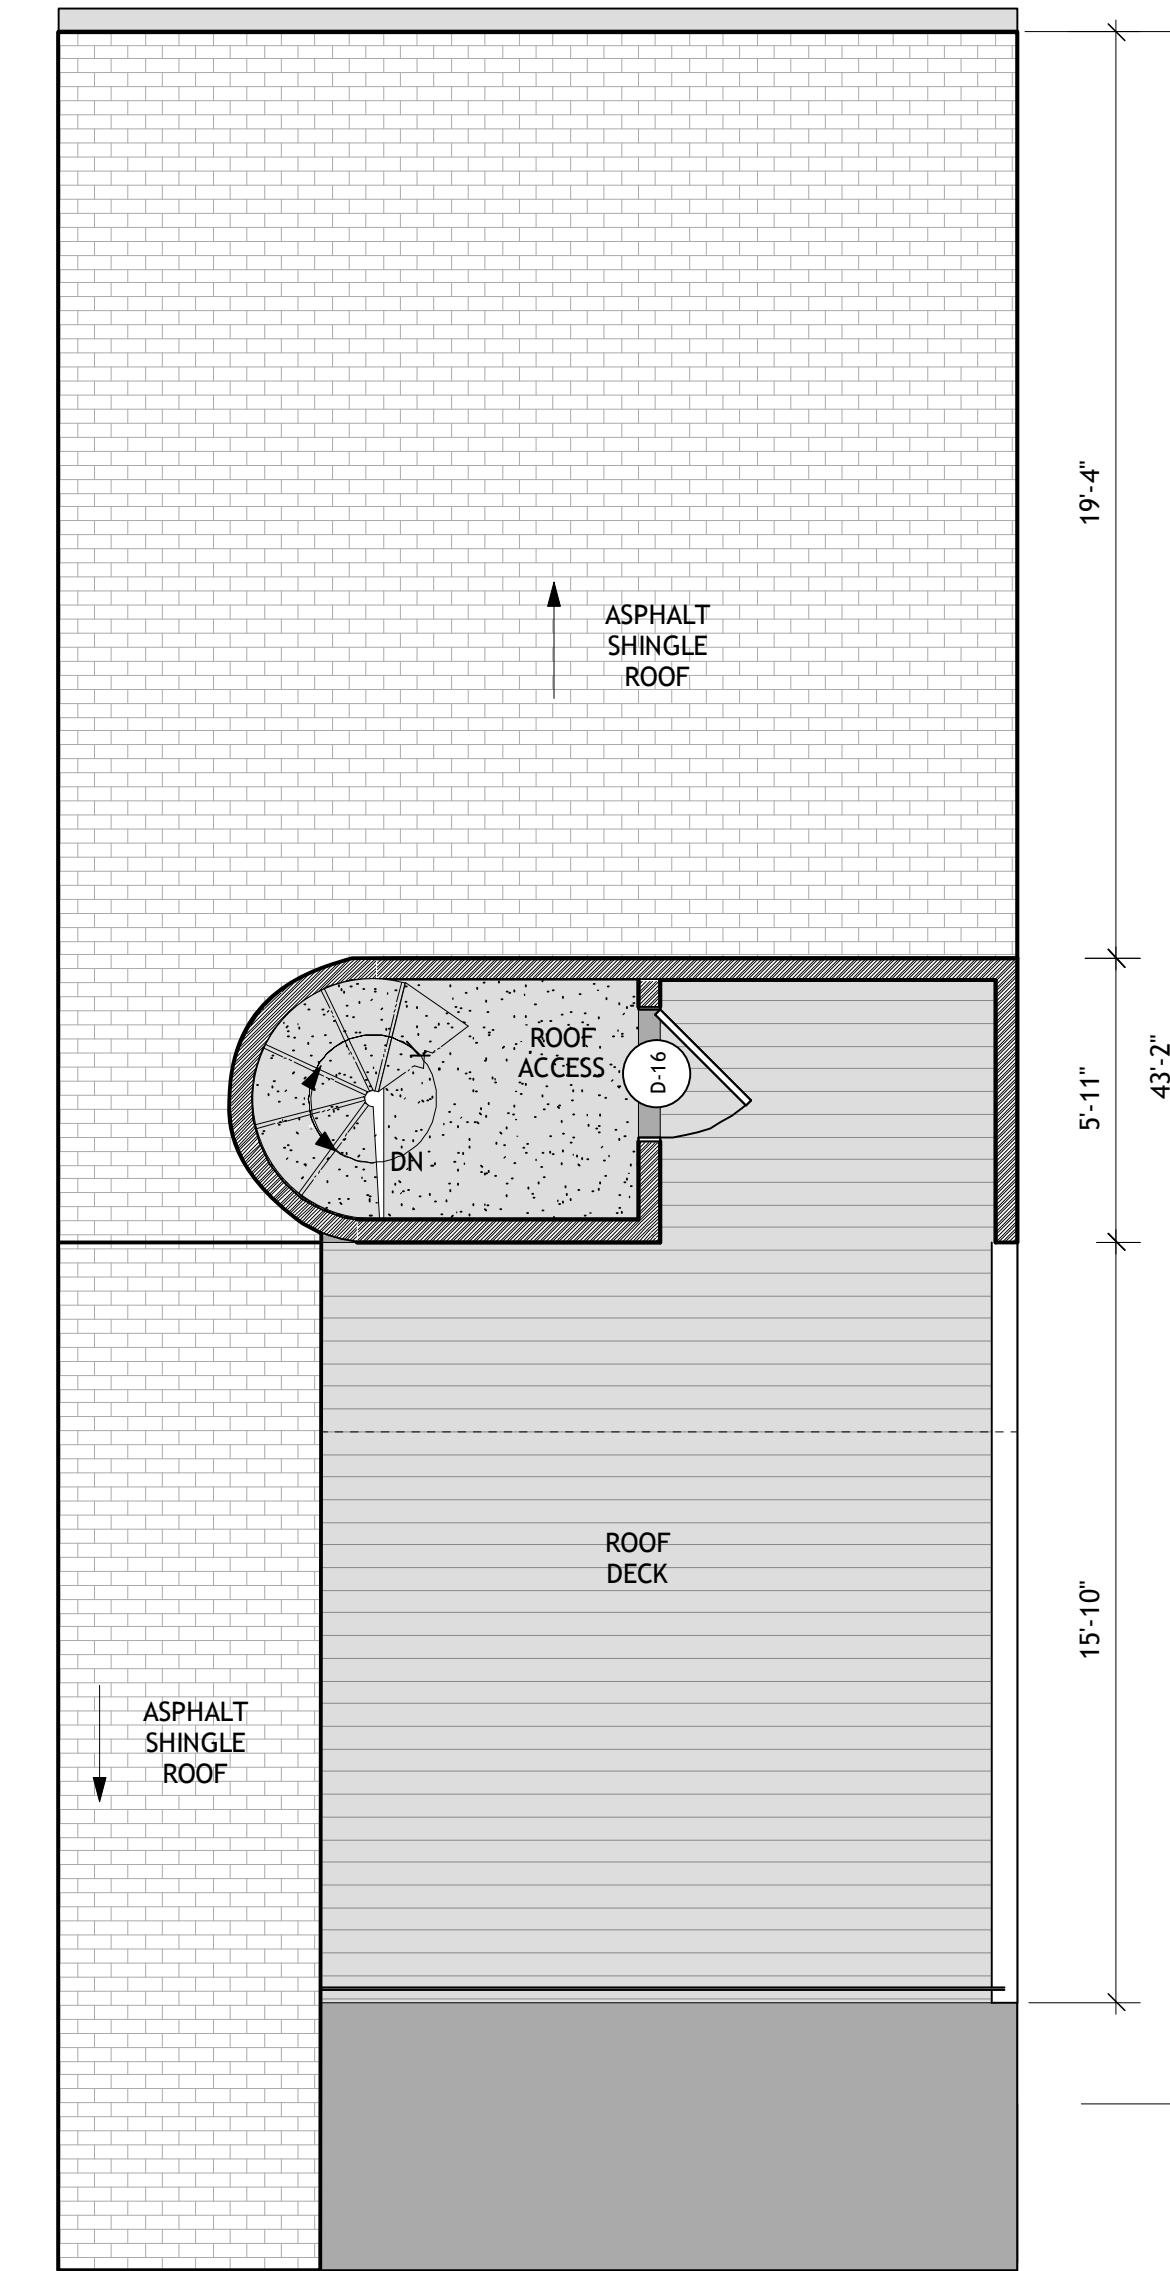 19'-4"
ASPHALT
SHINGLE
ROOF
ROOF
ACCESS
D-16
DN
5'-11"
43'-2"
ROOF
DECK
15'-10"
ASPHALT
SHINGLE
ROOF